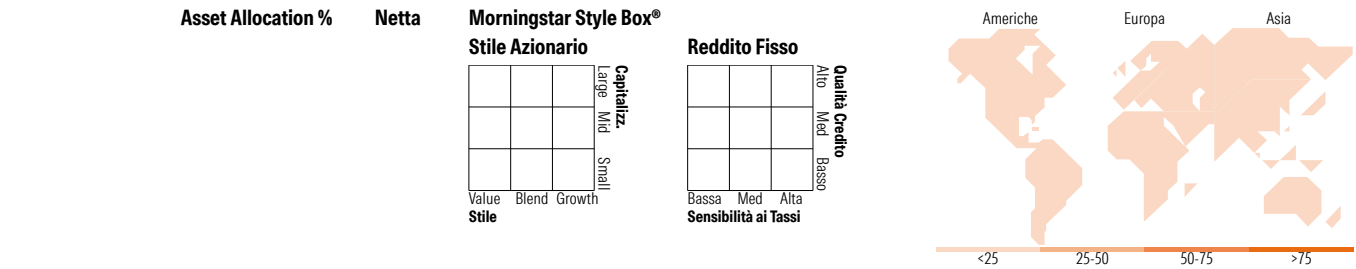 Asset Allocation % Netta
Morningstar Style Box®
Stile Azionario
Large Mid Small
Capitalizz.
Value Blend Growth
Stile
Reddito Fisso
Alto Med Basso
Qualità Credito
Bassa Med Alta
Sensibilità ai Tassi
Americhe Europa Asia
<25 25-50 50-75 >75